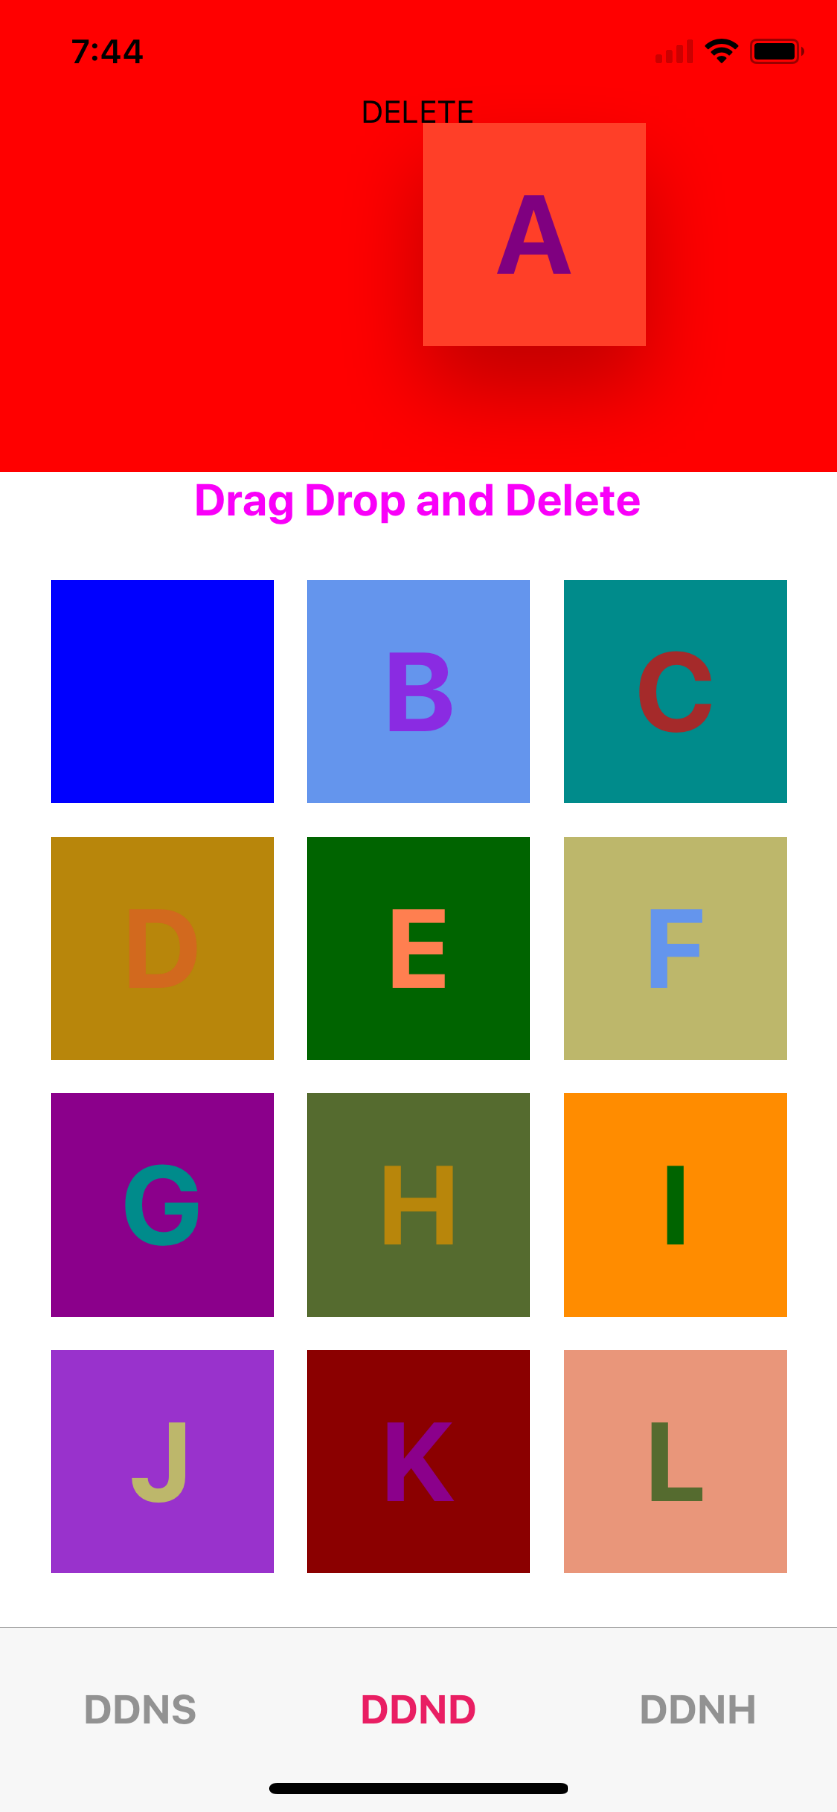 7:44
DELETE
A
Drag Drop and Delete
B C
D E F
G H I
J K L
DDNS DDND DDNH